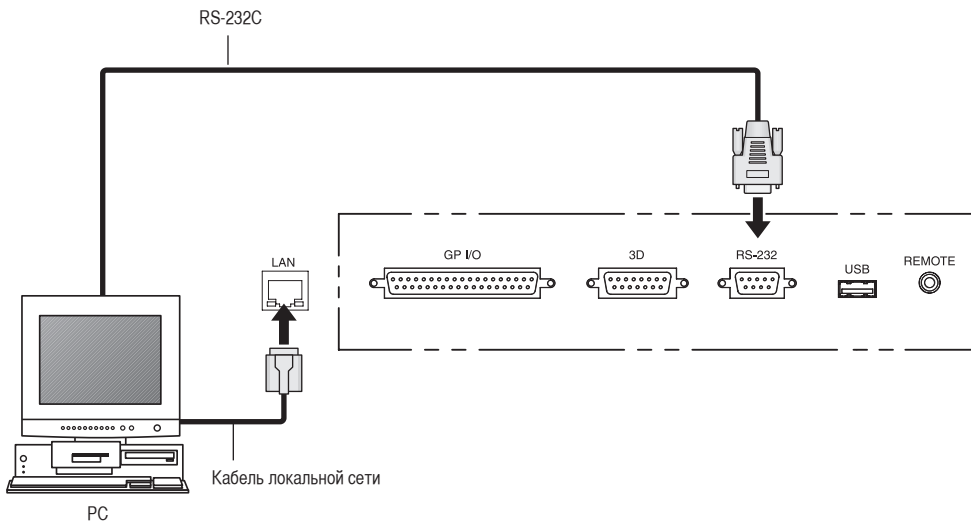 RS-232C
GP I/O
3D
RS-232
USB
REMOTE
LAN
Кабель локальной сети
PC